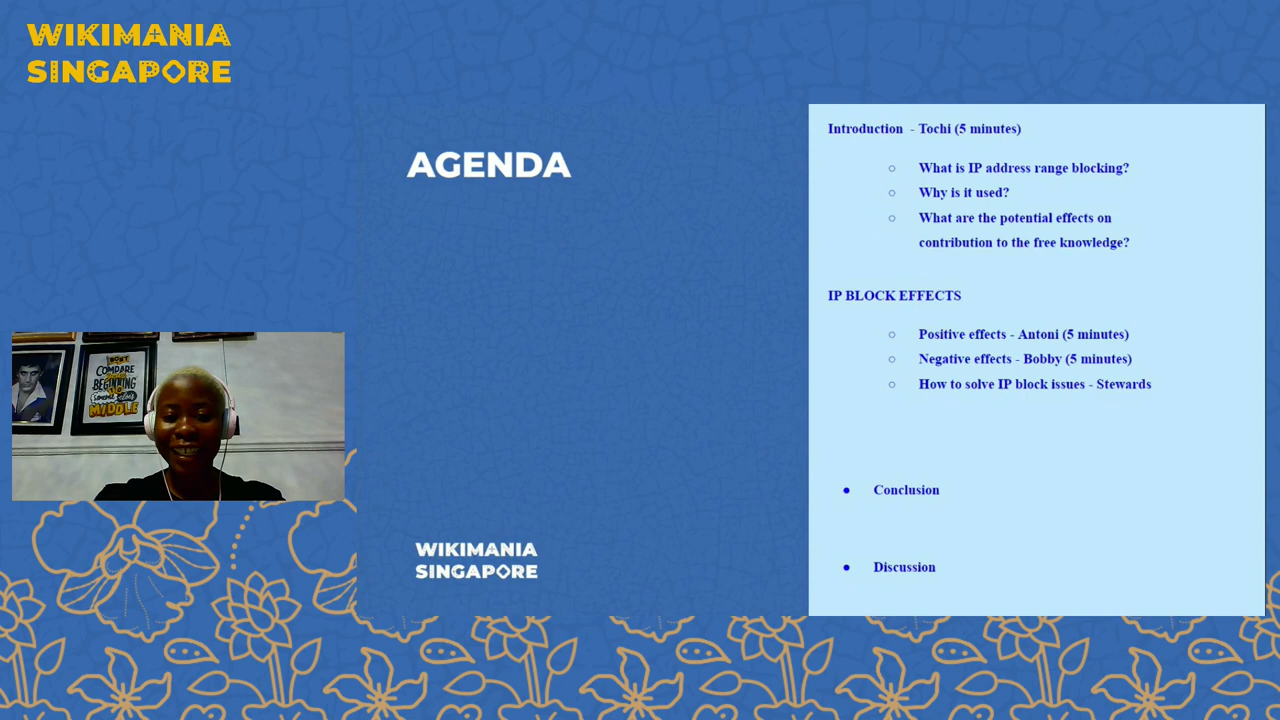 WIKIMANIA
SINGAPORE
AGENDA
Introduction - Tochi (5 minutes)
What is IP address range blocking?
Why is it used?
What are the potential effects on
contribution to the free knowledge?
IP BLOCK EFFECTS
Positive effects - Antoni (5 minutes)
Negative effects - Bobby (5 minutes)
How to solve IP block issues - Stewards
Conclusion
Discussion
WIKIMANIA
SINGAPORE
DON'T
COMPARE
BEGINNING
TO
MIDDLE